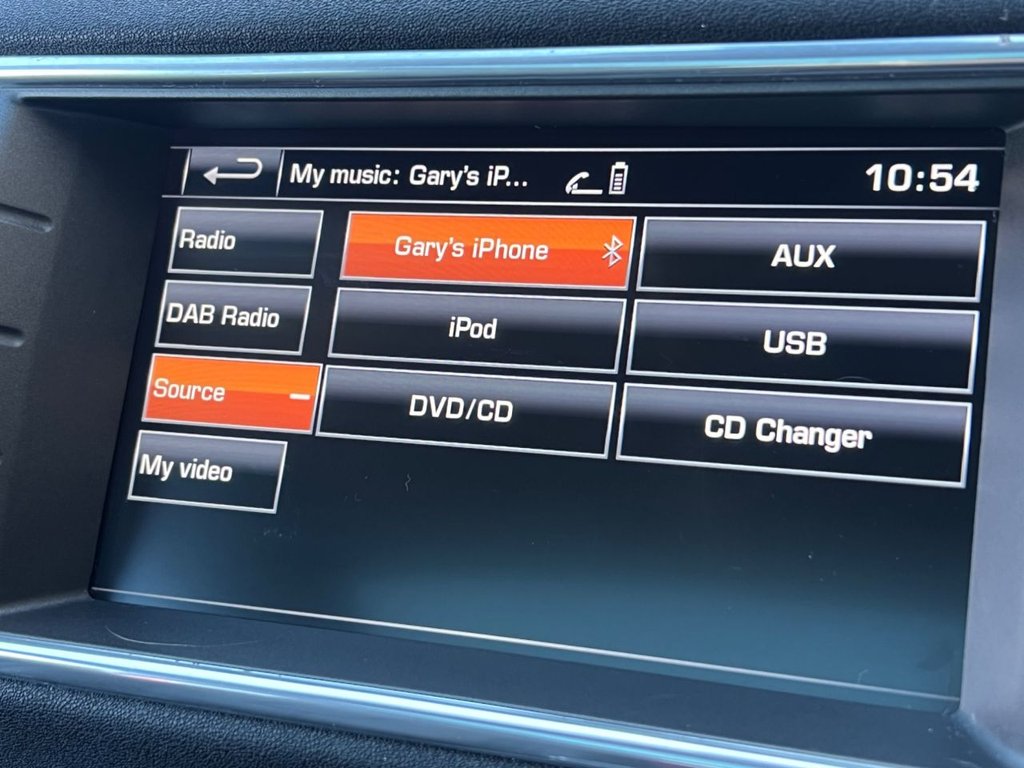 My music: Gary's iP...
10:54
Radio
Gary's iPhone
AUX
DAB Radio
iPod
USB
Source
DVD/CD
CD Changer
My video